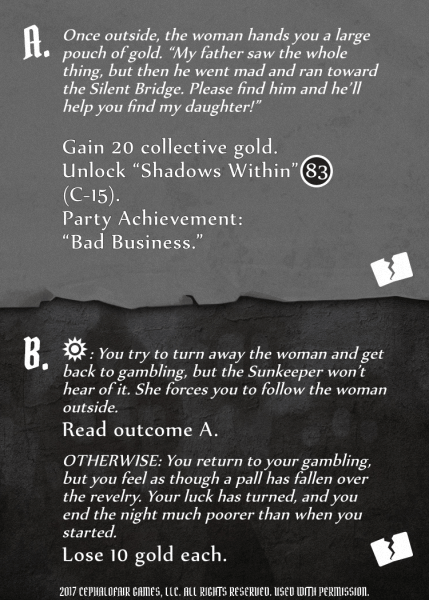 A.
Once outside, the woman hands you a large
pouch of gold. “My father saw the whole
thing, but then he went mad and ran toward
the Silent Bridge. Please find him and he’ll
help you find my daughter!”
Gain 20 collective gold.
Unlock “Shadows Within” 83
(C-15).
Party Achievement:
“Bad Business.”
B.
: You try to turn away the woman and get
back to gambling, but the Sunkeeper won’t
hear of it. She forces you to follow the woman
outside.
Read outcome A.
OTHERWISE: You return to your gambling,
but you feel as though a pall has fallen over
the revelry. Your luck has turned, and you
end the night much poorer than when you
started.
Lose 10 gold each.
2017 CEPHALOFAIR GAMES, LLC. ALL RIGHTS RESERVED. USED WITH PERMISSION.